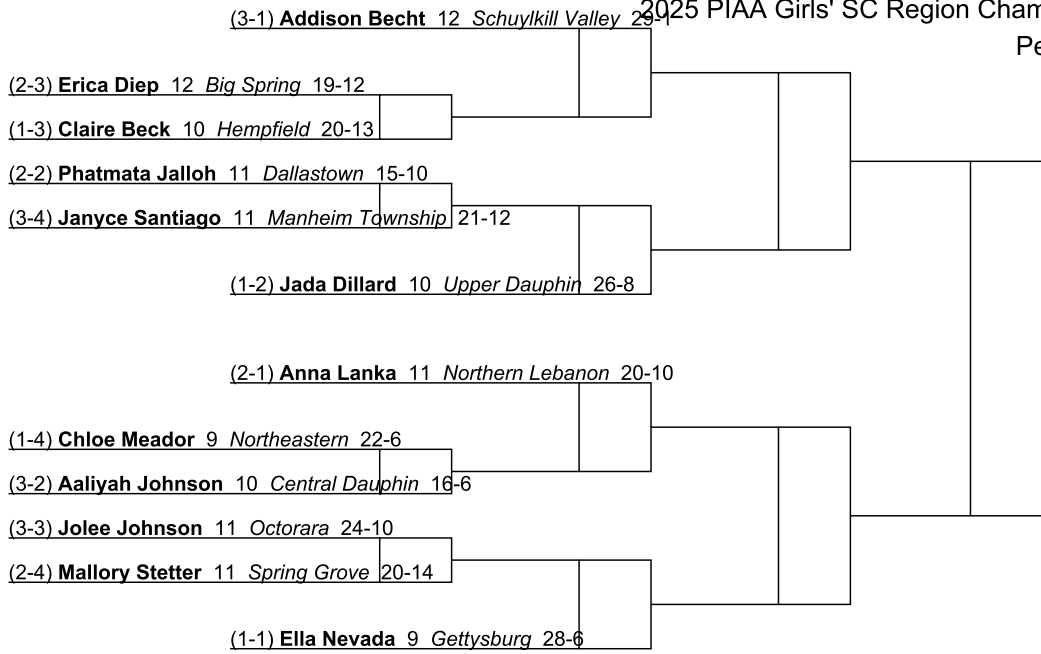 (3-1) Addison Becht 12 Schuylkill Valley 29-1
2025 PIAA Girls' SC Region Cham
Pe
(2-3) Erica Diep 12 Big Spring 19-12
(1-3) Claire Beck 10 Hempfield 20-13
(2-2) Phatmata Jalloh 11 Dallastown 15-10
(3-4) Janyce Santiago 11 Manheim Township 21-12
(1-2) Jada Dillard 10 Upper Dauphin 26-8
(2-1) Anna Lanka 11 Northern Lebanon 20-10
(1-4) Chloe Meador 9 Northeastern 22-6
(3-2) Aaliyah Johnson 10 Central Dauphin 16-6
(3-3) Jolee Johnson 11 Octorara 24-10
(2-4) Mallory Stetter 11 Spring Grove 20-14
(1-1) Ella Nevada 9 Gettysburg 28-6